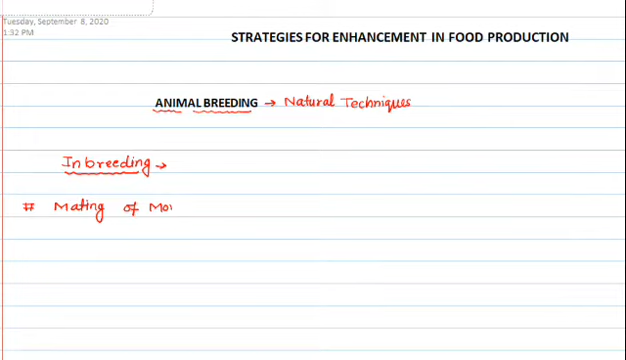 Tuesday, September 8, 2020
1:32 PM
STRATEGIES FOR ENHANCEMENT IN FOOD PRODUCTION
ANIMAL BREEDING → Natural Techniques
Inbreeding →
# Mating of Mor